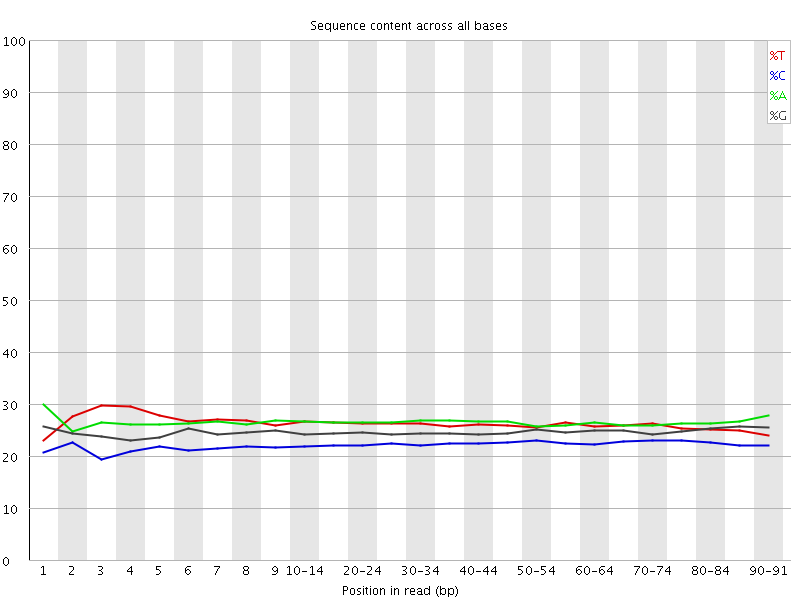 Sequence content across all bases
100
90
80
70
60
50
40
30
20
10
0
%T
%C
%A
%G
1 2 3 4 5 6 7 8 9 10-14 20-24 30-34 40-44 50-54 60-64 70-74 80-84 90-91
Position in read (bp)